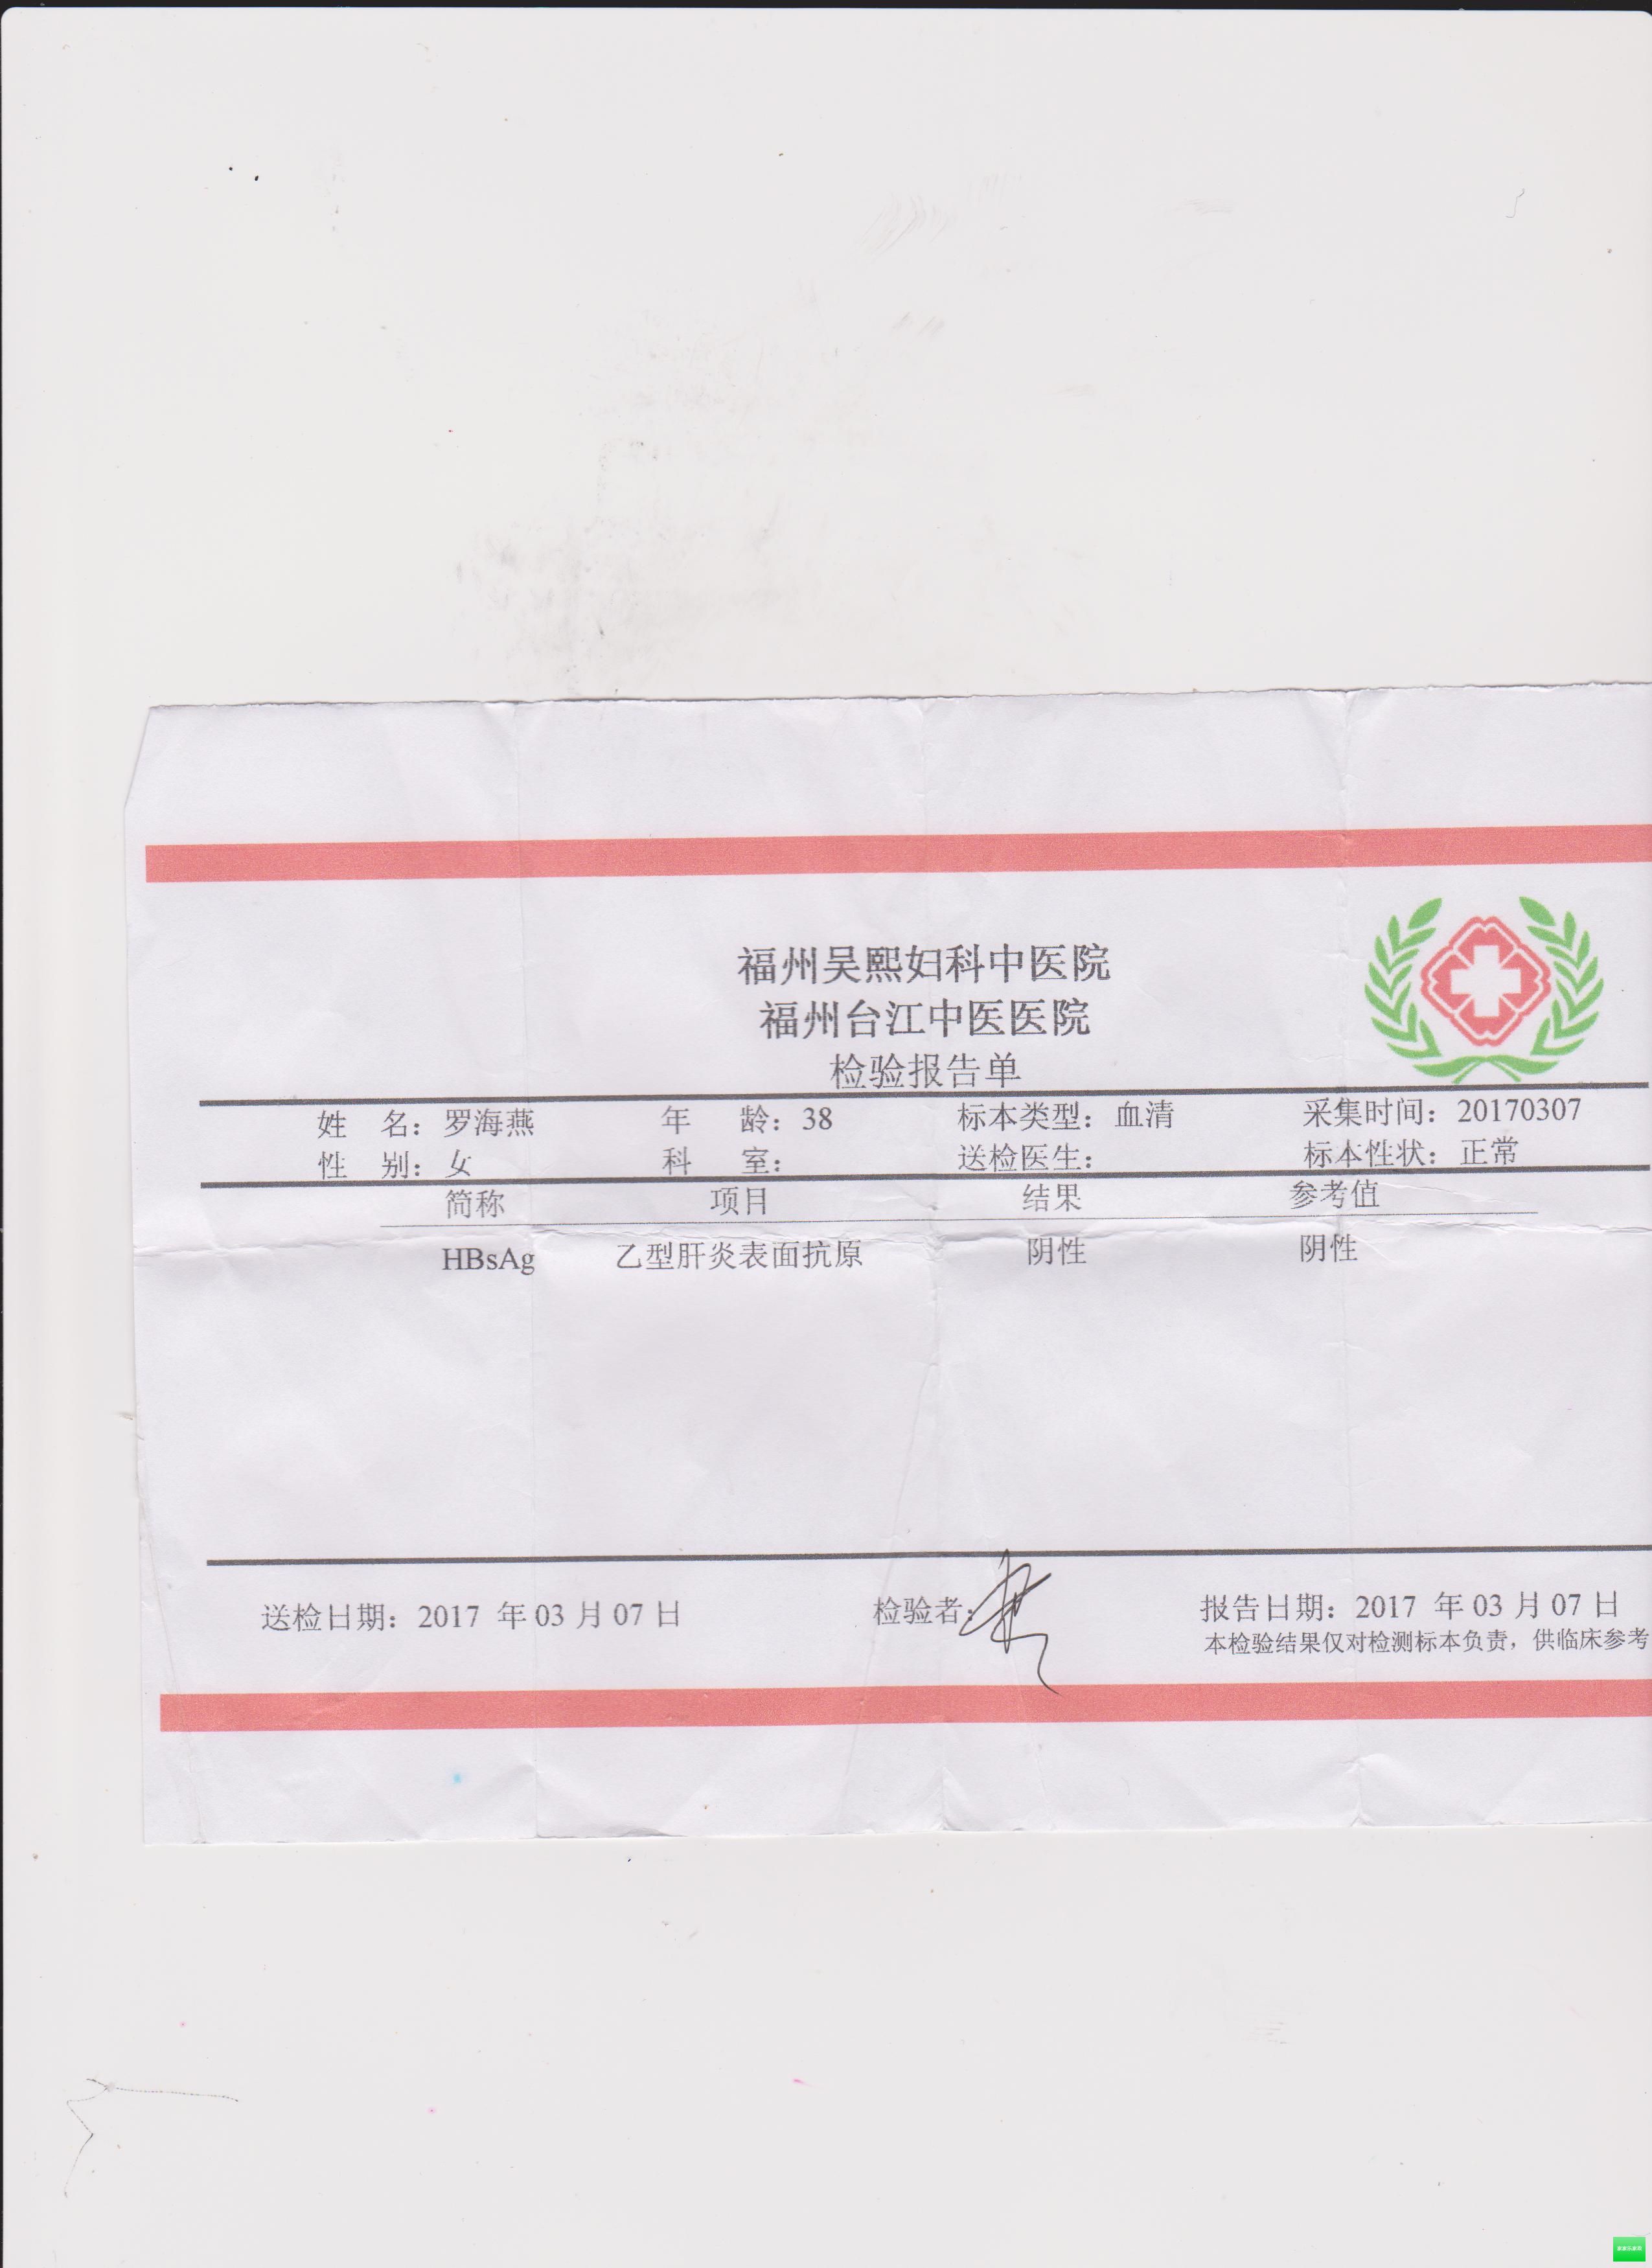 福州吴熙妇科中医院
福州台江中医医院
检验报告单
姓 名：罗海燕 年 龄：38 标本类型：血清 采集时间：20170307
性 别：女 科 室： 送检医生： 标本性状：正常
简称 项目 结果 参考值
HBsAg 乙型肝炎表面抗原 阴性 阴性
送检日期：2017 年 03 月 07 日 检验者： 报告日期：2017 年 03 月 07 日
本检验结果仅对检测标本负责，供临床参考